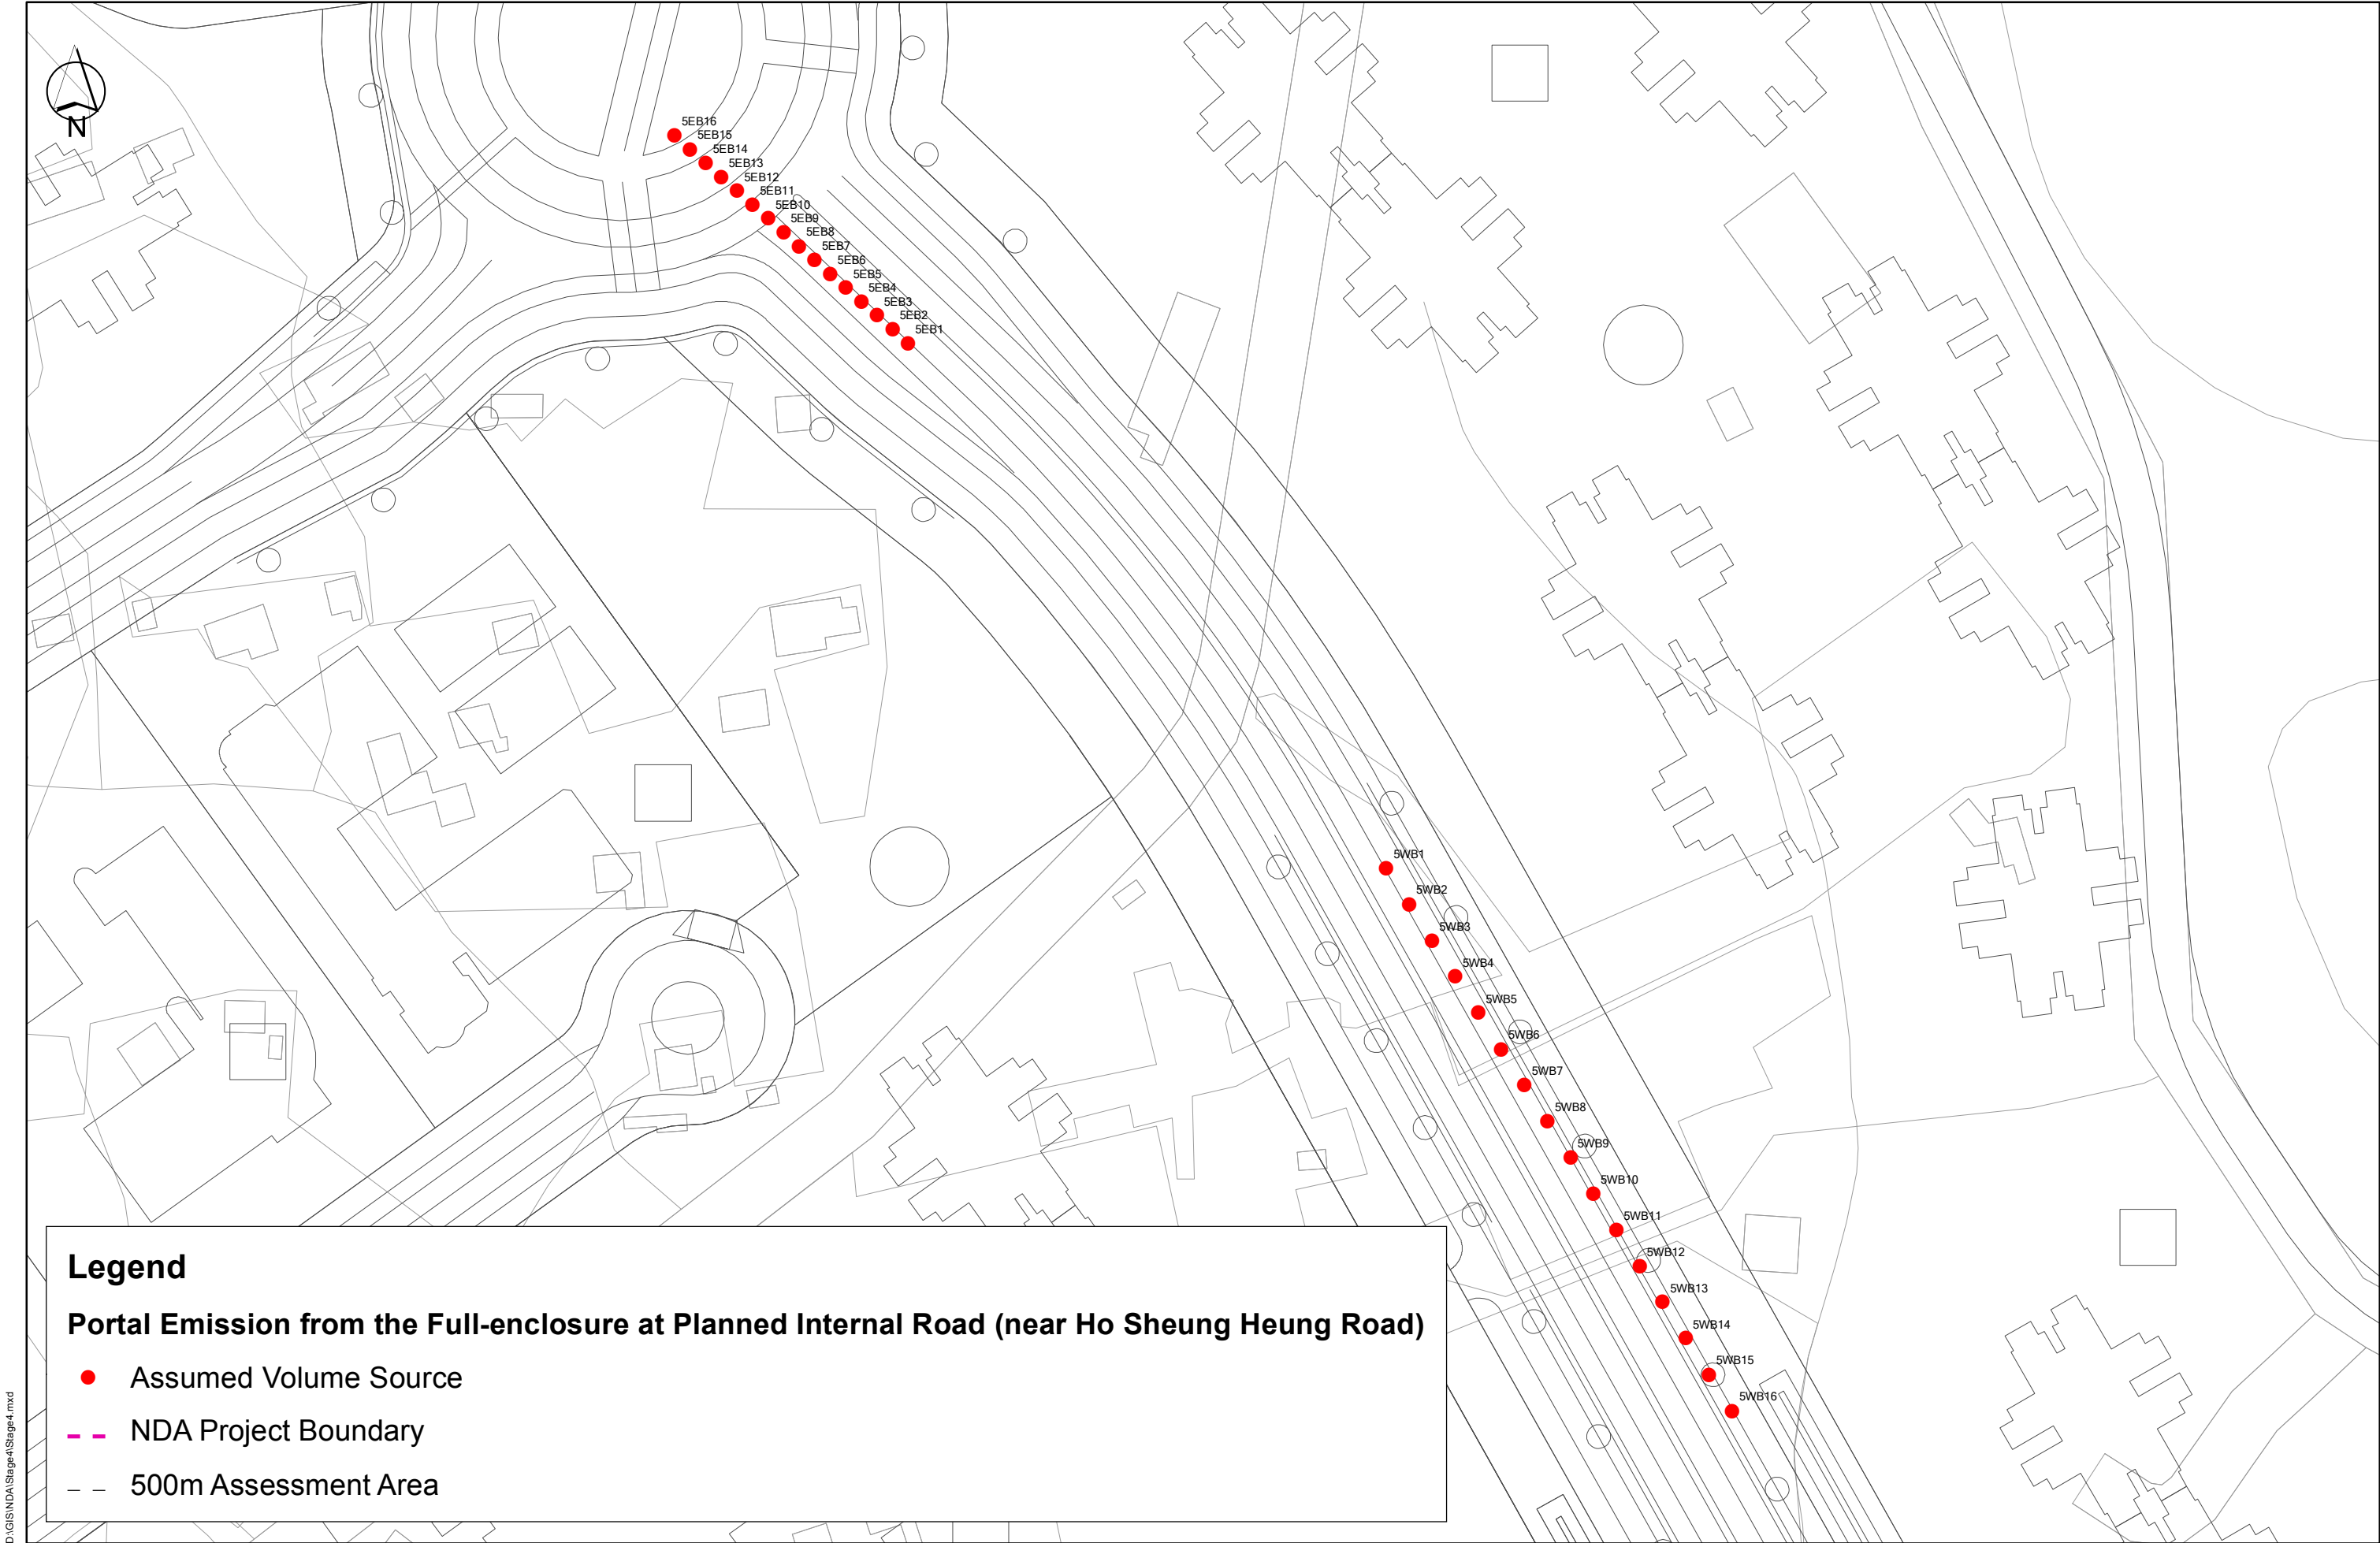 N
5EB16
5EB15
5EB14
5EB13
5EB12
5EB11
5EB10
5EB9
5EB8
5EB7
5EB6
5EB5
5EB4
5EB3
5EB2
5EB1
5WB1
5WB2
5WB3
5WB4
5WB5
5WB6
5WB7
5WB8
5WB9
5WB10
5WB11
5WB12
5WB13
5WB14
5WB15
5WB16
Legend
Portal Emission from the Full-enclosure at Planned Internal Road (near Ho Sheung Heung Road)
Assumed Volume Source
NDA Project Boundary
500m Assessment Area
D:\GIS\NDA\Stage4\Stage4.mxd